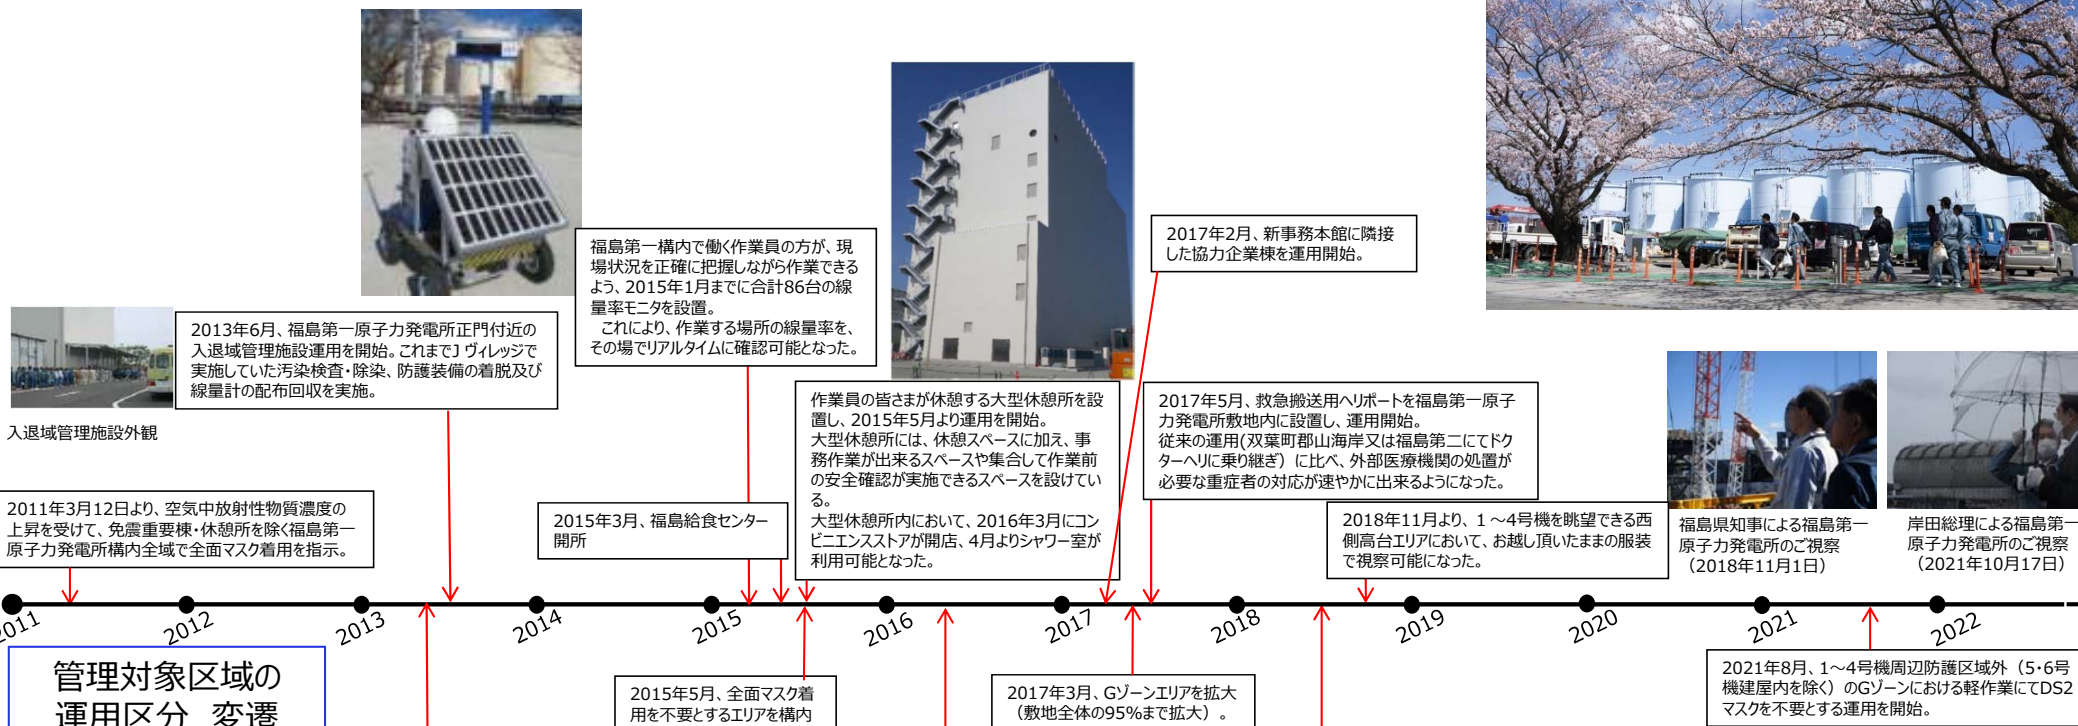 福島第一構内で働く作業員の方が、現
場状況を正確に把握しながら作業できる
よう、2015年1月までに合計86台の線
量率モニタを設置。
これにより、作業する場所の線量率を、
その場でリアルタイムに確認可能となった。
2017年2月、新事務本館に隣接
した協力企業棟を運用開始。
2013年6月、福島第一原子力発電所正門付近の
入退域管理施設運用を開始。これまでJ ヴィレッジで
実施していた汚染検査・除染、防護装備の着脱及び
線量計の配布回収を実施。
入退域管理施設外観
作業員の皆さまが休憩する大型休憩所を設
置し、2015年5月より運用を開始。
大型休憩所には、休憩スペースに加え、事
務作業が出来るスペースや集合して作業前
の安全確認が実施できるスペースを設けてい
る。
大型休憩所内において、2016年3月にコン
ビニエンスストアが開店、4月よりシャワー室が
利用可能となった。
2017年5月、救急搬送用ヘリポートを福島第一原子
力発電所敷地内に設置し、運用開始。
従来の運用(双葉町郡山海岸又は福島第二にてドク
ターヘリに乗り継ぎ）に比べ、外部医療機関の処置が
必要な重症者の対応が速やかに出来るようになった。
2011年3月12日より、空気中放射性物質濃度の
上昇を受けて、免震重要棟・休憩所を除く福島第一
原子力発電所構内全域で全面マスク着用を指示。
2015年3月、福島給食センター
開所
2018年11月より、1～4号機を眺望できる西
側高台エリアにおいて、お越し頂いたままの服装
で視察可能になった。
福島県知事による福島第一
原子力発電所のご視察
（2018年11月1日）
岸田総理による福島第一
原子力発電所のご視察
（2021年10月17日）
2011
2012
2013
2014
2015
2016
2017
2018
2019
2020
2021
2022
管理対象区域の
運用区分 変遷
2015年5月、全面マスク着
用を不要とするエリアを構内
2017年3月、Gゾーンエリアを拡大
（敷地全体の95%まで拡大）。
2021年8月、1～4号機周辺防護区域外（5・6号
機建屋内を除く）のGゾーンにおける軽作業にてDS2
マスクを不要とする運用を開始。